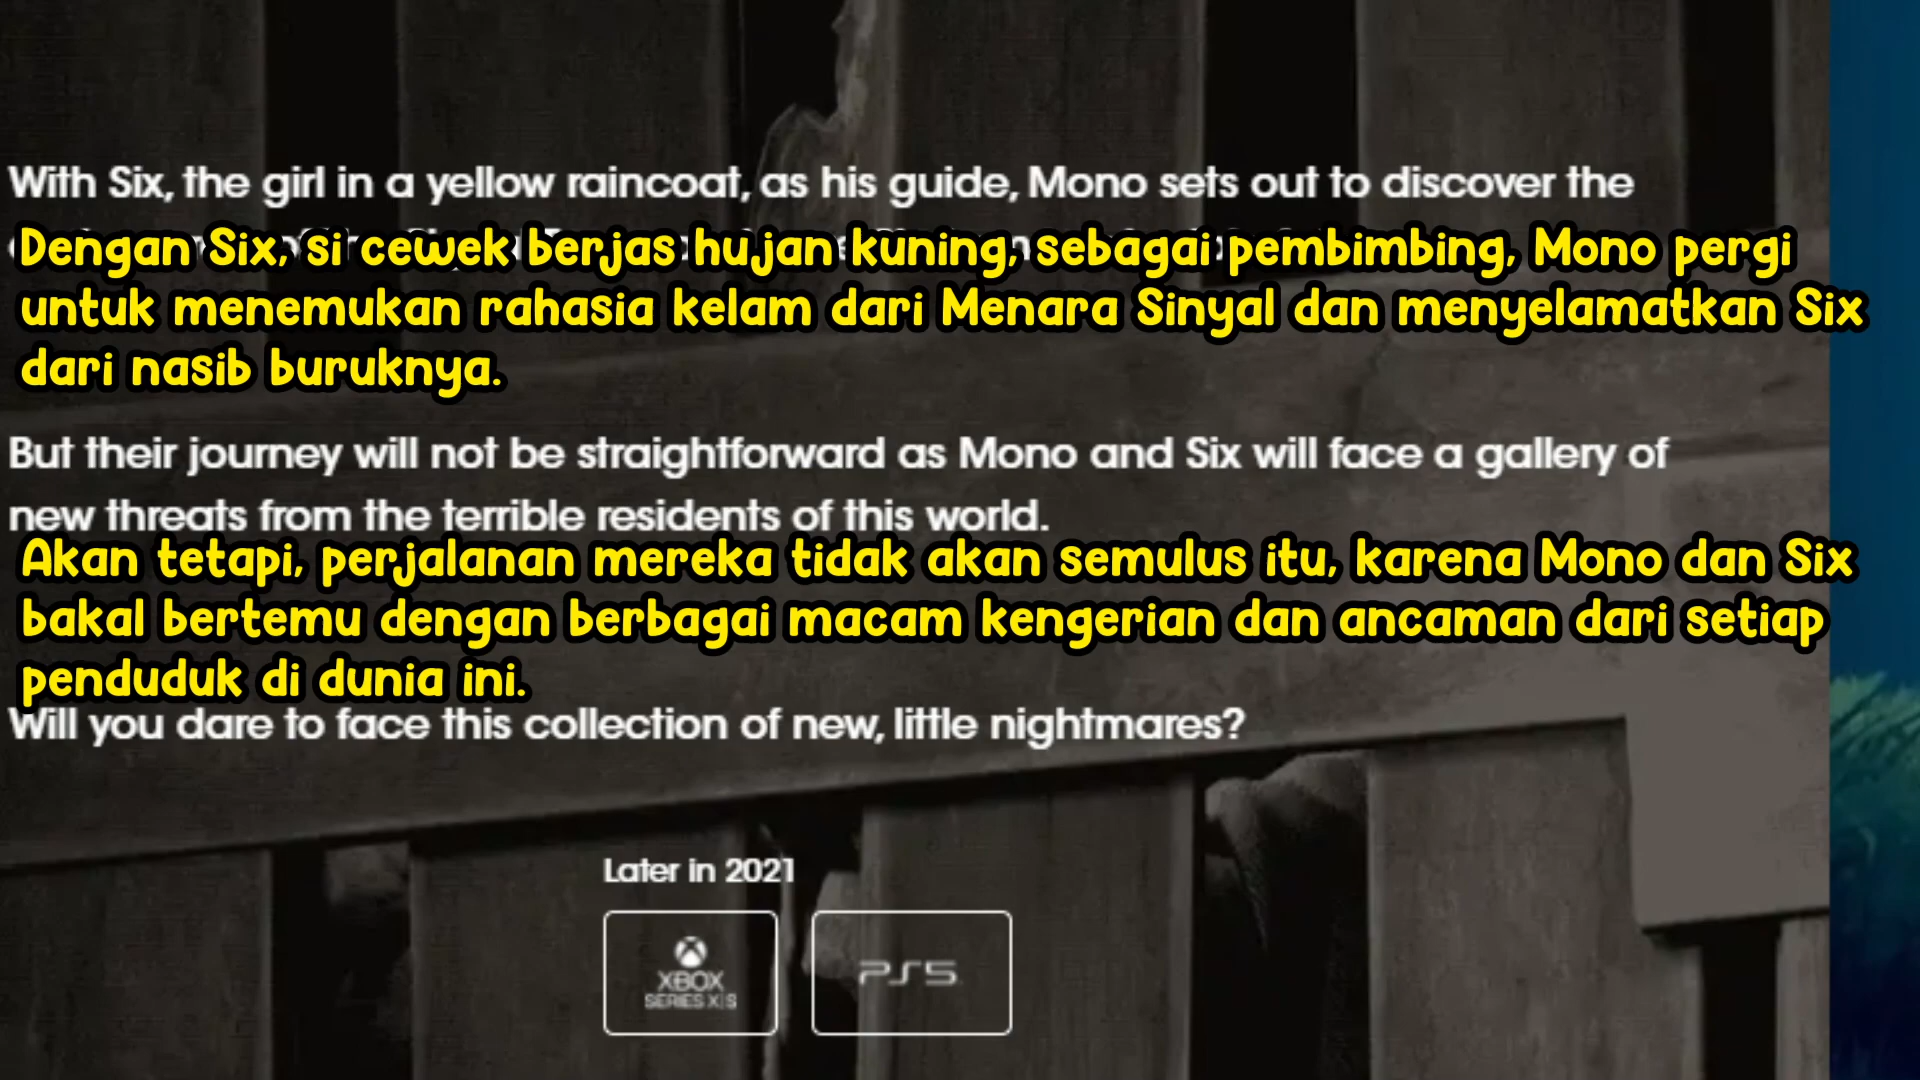 With Six, the girl in a yellow raincoat, as his guide, Mono sets out to discover the
Dengan Six, si cewek berjas hujan kuning, sebagai pembimbing, Mono pergi
untuk menemukan rahasia kelam dari Menara Sinyal dan menyelamatkan Six
dari nasib buruknya.
But their journey will not be straightforward as Mono and Six will face a gallery of
new threats from the terrible residents of this world.
Akan tetapi, perjalanan mereka tidak akan semulus itu, karena Mono dan Six
bakal bertemu dengan berbagai macam kengerian dan ancaman dari setiap
penduduk di dunia ini.
Will you dare to face this collection of new, little nightmares?
Later in 2021
XBOX
SERIES X|S
PS5